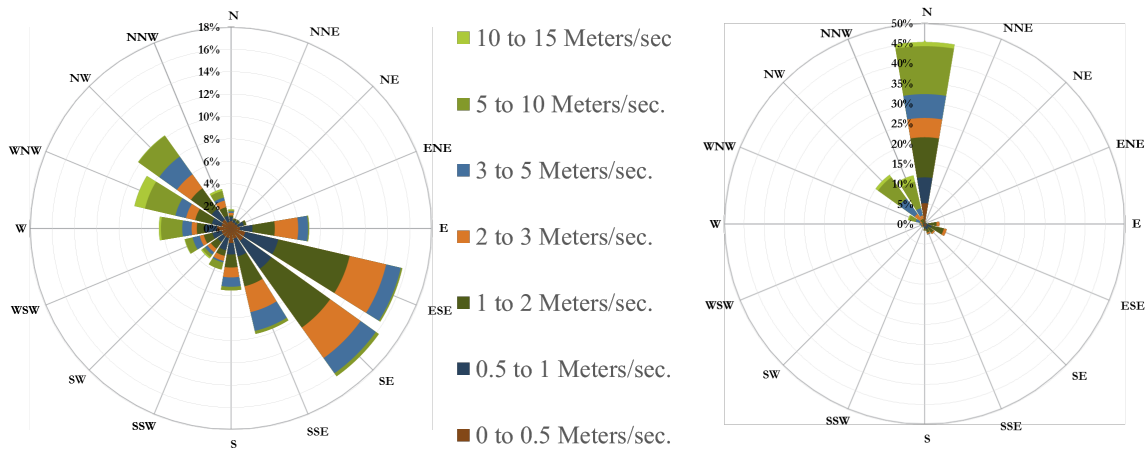 N
NNE
NE
ENE
E
ESE
SE
SSE
S
SSW
SW
WSW
W
WNW
NW
NNW
18%
16%
14%
12%
10%
8%
6%
4%
2%
0%
10 to 15 Meters/sec
5 to 10 Meters/sec.
3 to 5 Meters/sec.
2 to 3 Meters/sec.
1 to 2 Meters/sec.
0.5 to 1 Meters/sec.
0 to 0.5 Meters/sec.
N
NNE
NE
ENE
E
ESE
SE
SSE
S
SSW
SW
WSW
W
WNW
NW
NNW
50%
45%
40%
35%
30%
25%
20%
15%
10%
5%
0%